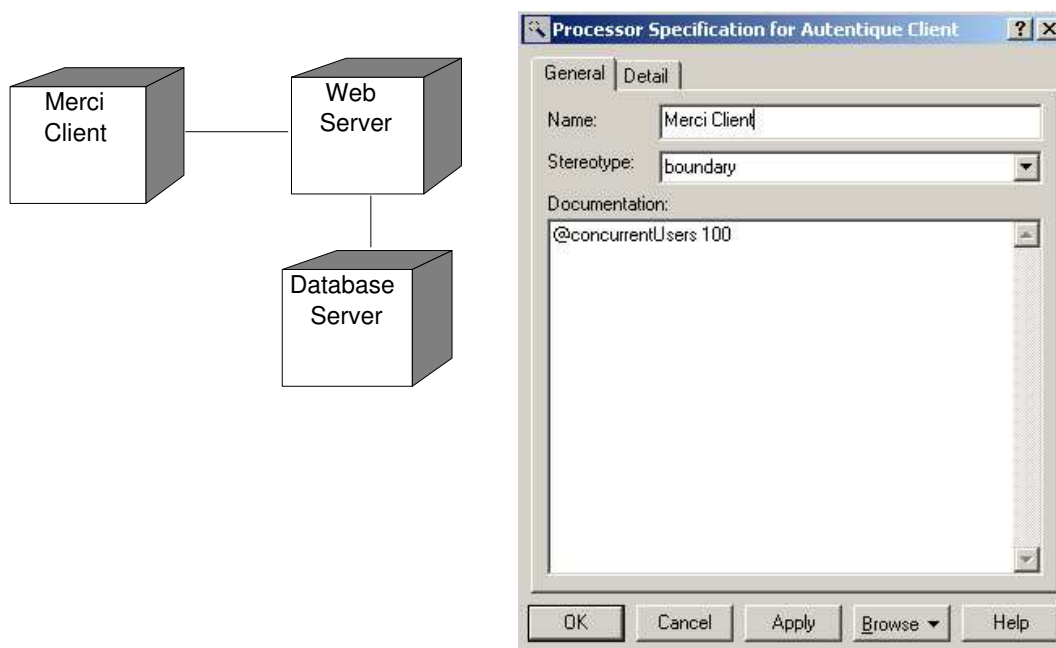 Merci
Client
Web
Server
Database
Server
Processor Specification for Autentique Client
General
Detail
Name:
Merci Client
Stereotype:
boundary
Documentation:
@concurrentUsers 100
OK
Cancel
Apply
Browse
Help